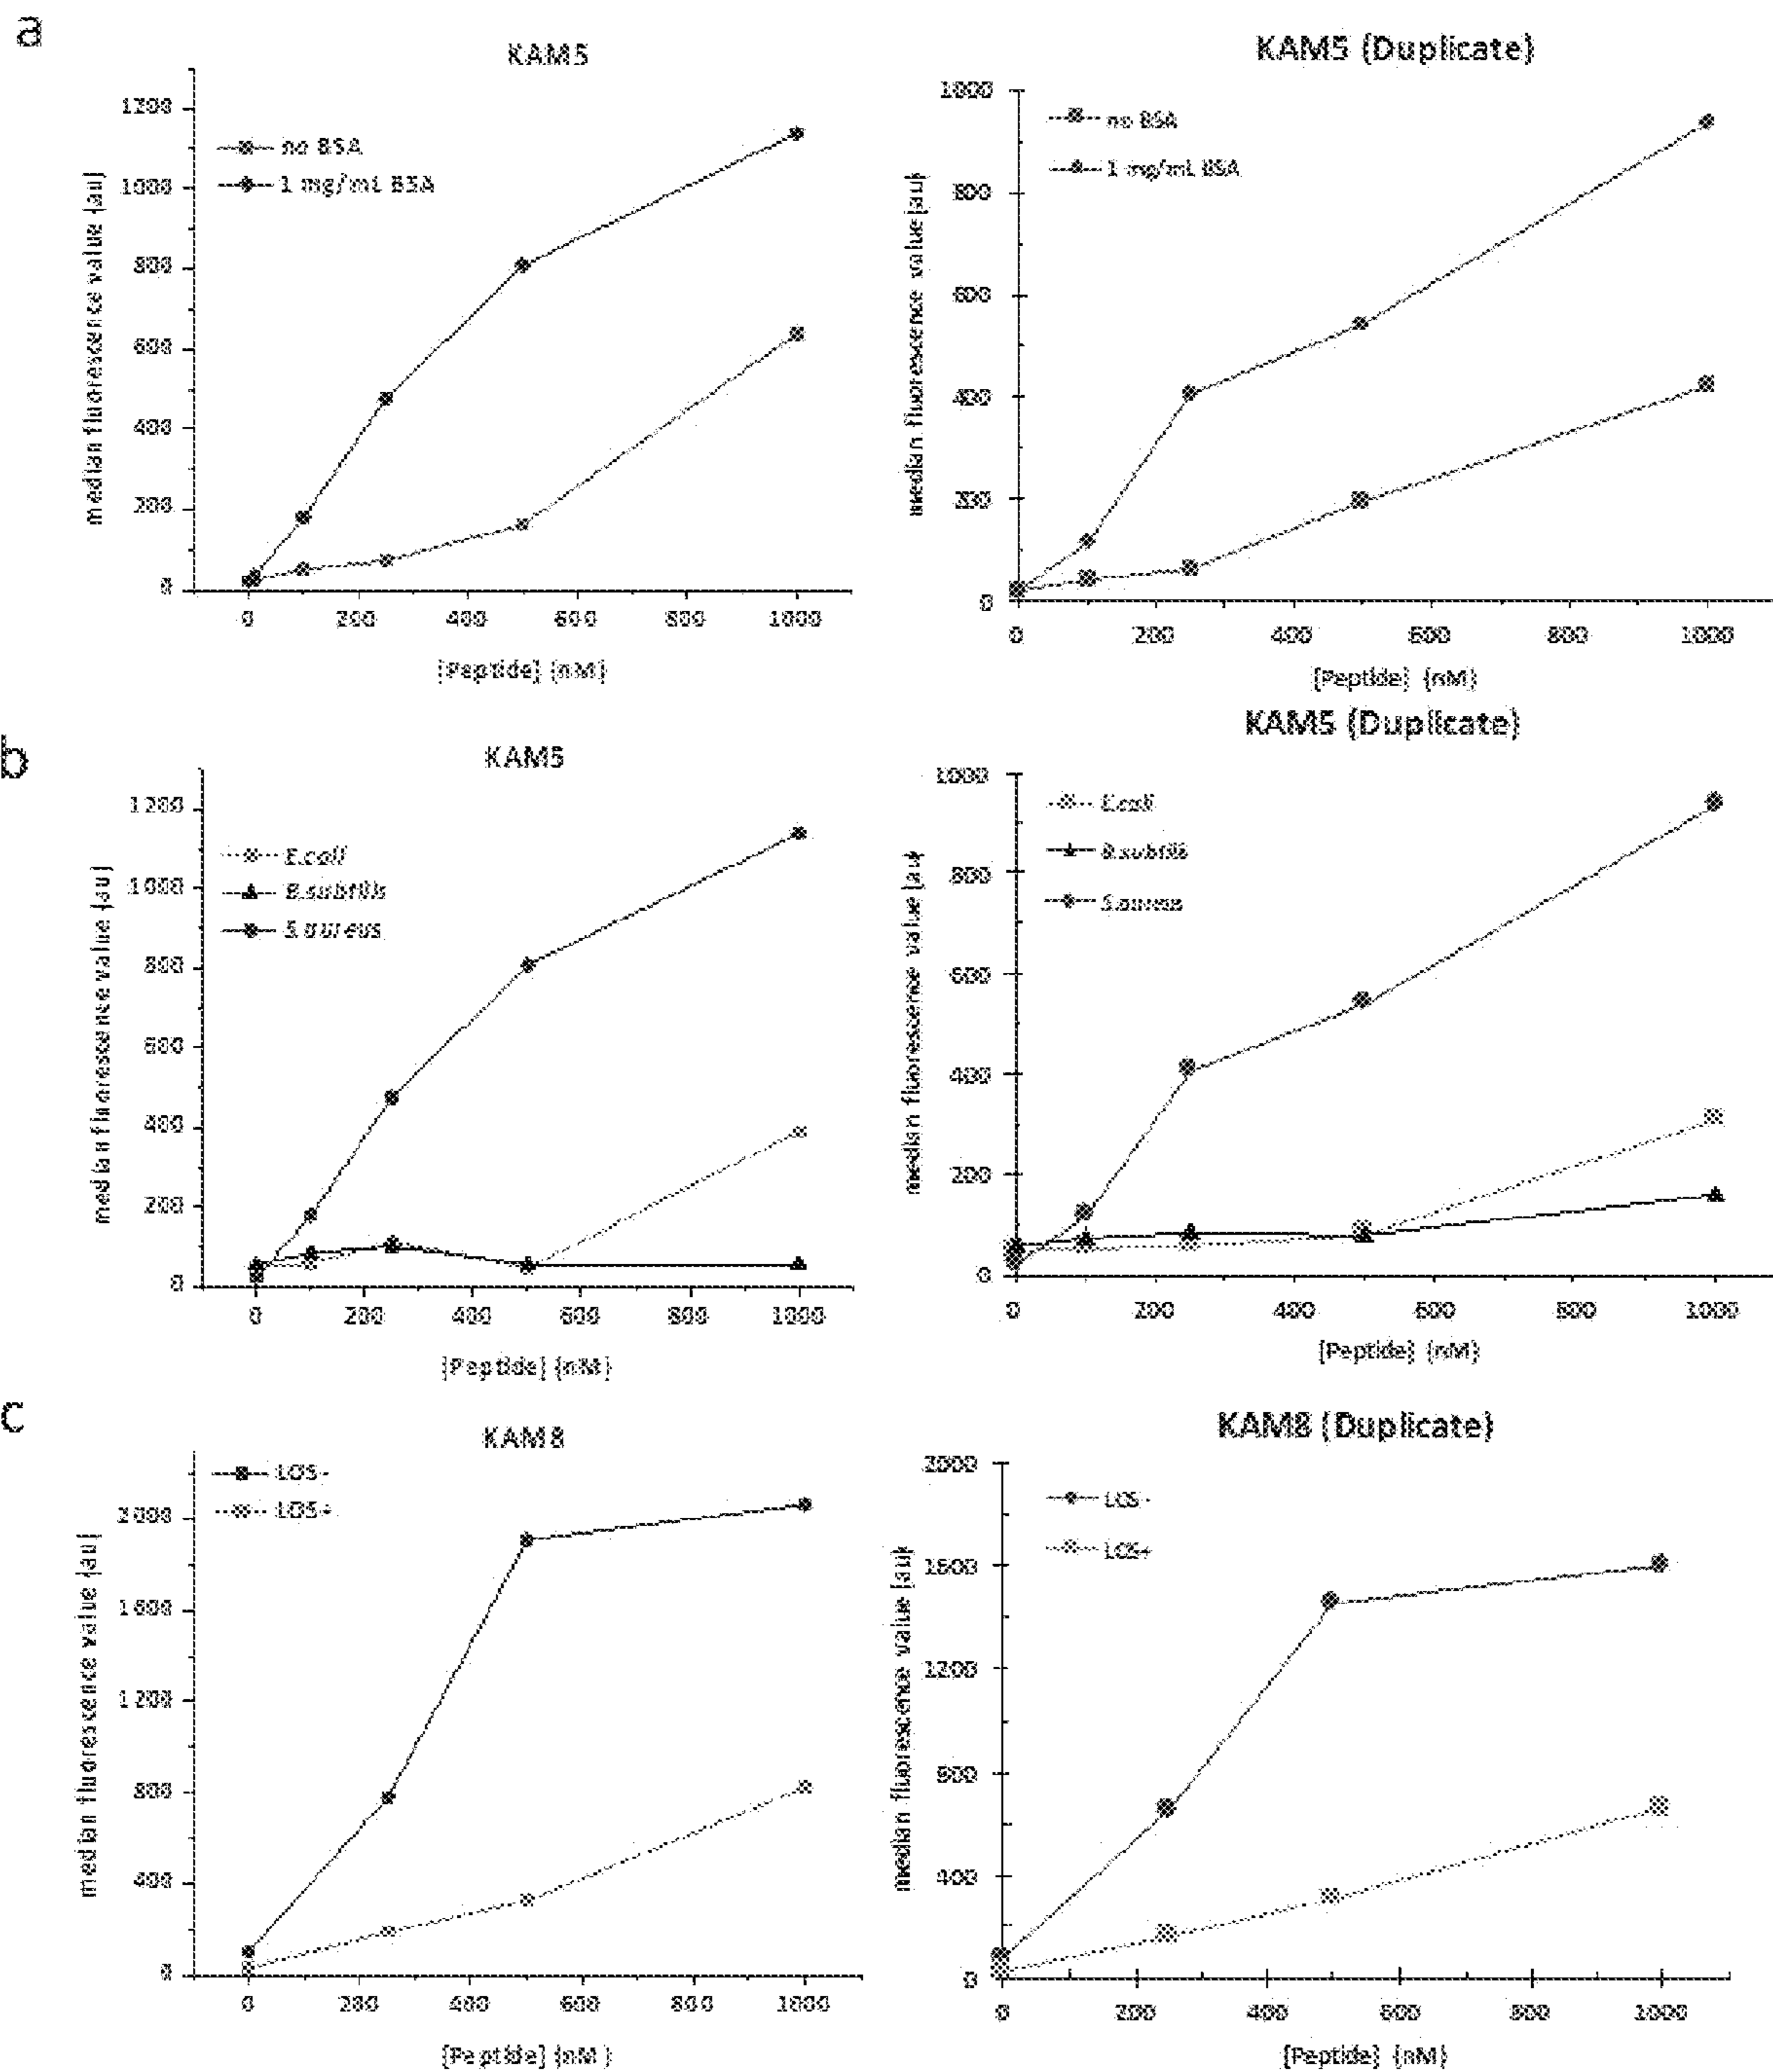 a
KAM5
1200
1000
800
600
400
200
0
no BSA
1 mg/mL BSA
median fluorescence value [au]
0 200 400 600 800 1000
[Peptide] (nM)
KAM5 (Duplicate)
1000
800
600
400
200
0
no BSA
1 mg/mL BSA
median fluorescence value [au]
0 200 400 600 800 1000
[Peptide] (nM)
b
KAM5
1200
1000
800
600
400
200
0
E.coli
B.subtilis
S.aureus
median fluorescence value [au]
0 200 400 600 800 1000
[Peptide] (nM)
KAM5 (Duplicate)
1000
800
600
400
200
0
E.coli
B.subtilis
S.aureus
median fluorescence value [au]
0 200 400 600 800 1000
[Peptide] (nM)
c
KAM8
2000
1600
1200
800
400
0
LOS-
LOS+
median fluorescence value [au]
0 200 400 600 800 1000
[Peptide] (nM)
KAM8 (Duplicate)
2000
1600
1200
800
400
0
LOS-
LOS+
median fluorescence value [au]
0 200 400 600 800 1000
[Peptide] (nM)